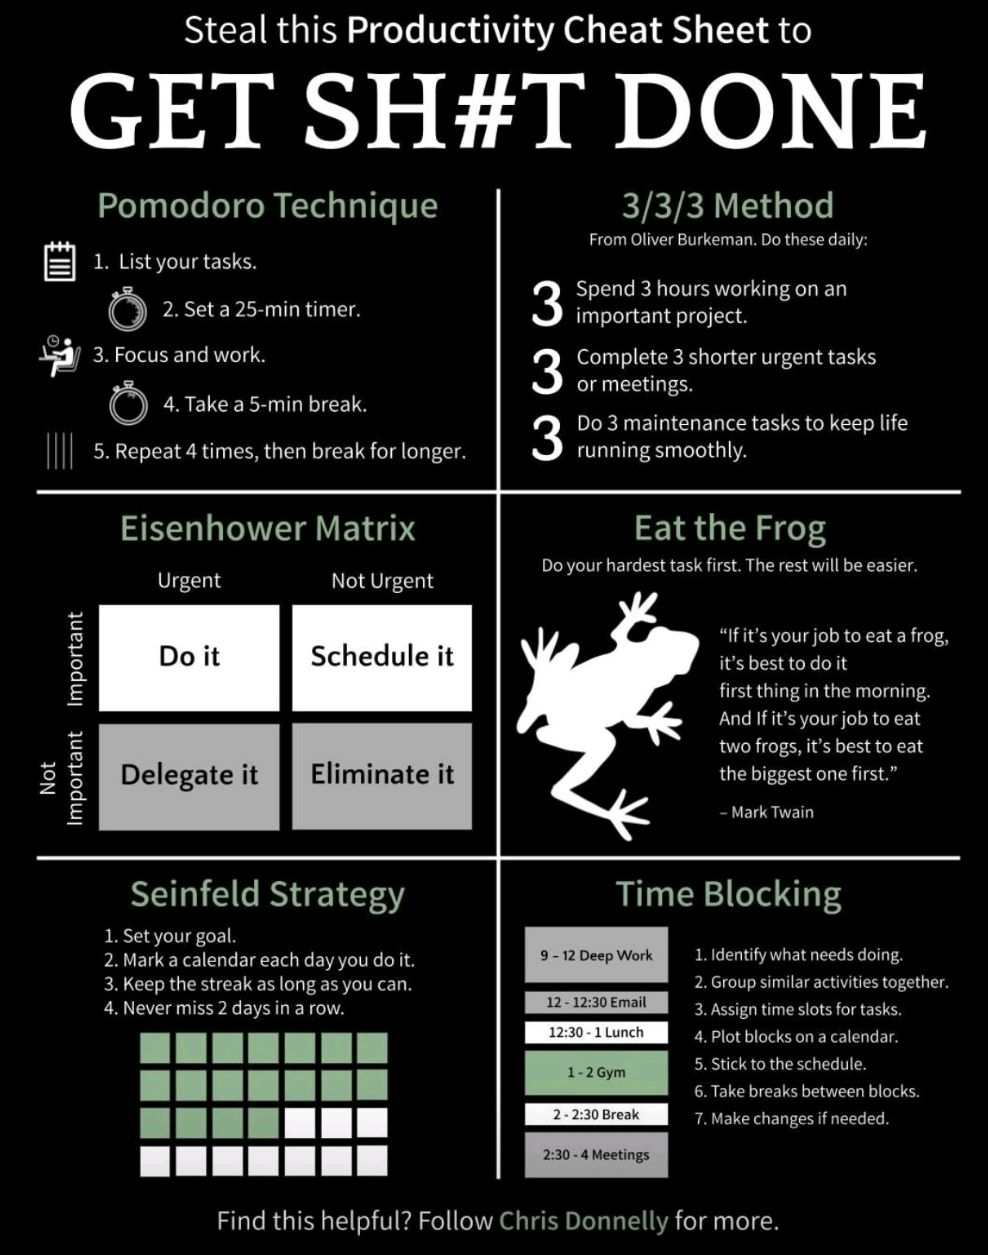 Steal this Productivity Cheat Sheet to
GET SH#T DONE
Pomodoro Technique
1. List your tasks.
2. Set a 25-min timer.
3. Focus and work.
4. Take a 5-min break.
5. Repeat 4 times, then break for longer.
3/3/3 Method
From Oliver Burkeman. Do these daily:
3 Spend 3 hours working on an
important project.
3 Complete 3 shorter urgent tasks
or meetings.
3 Do 3 maintenance tasks to keep life
running smoothly.
Eisenhower Matrix
Urgent Not Urgent
Important
Do it Schedule it
Not
Important
Delegate it Eliminate it
Eat the Frog
Do your hardest task first. The rest will be easier.
“If it’s your job to eat a frog,
it’s best to do it
first thing in the morning.
And If it’s your job to eat
two frogs, it’s best to eat
the biggest one first.”
– Mark Twain
Seinfeld Strategy
1. Set your goal.
2. Mark a calendar each day you do it.
3. Keep the streak as long as you can.
4. Never miss 2 days in a row.
Time Blocking
9 - 12 Deep Work
12 - 12:30 Email
12:30 - 1 Lunch
1 - 2 Gym
2 - 2:30 Break
2:30 - 4 Meetings
1. Identify what needs doing.
2. Group similar activities together.
3. Assign time slots for tasks.
4. Plot blocks on a calendar.
5. Stick to the schedule.
6. Take breaks between blocks.
7. Make changes if needed.
Find this helpful? Follow Chris Donnelly for more.